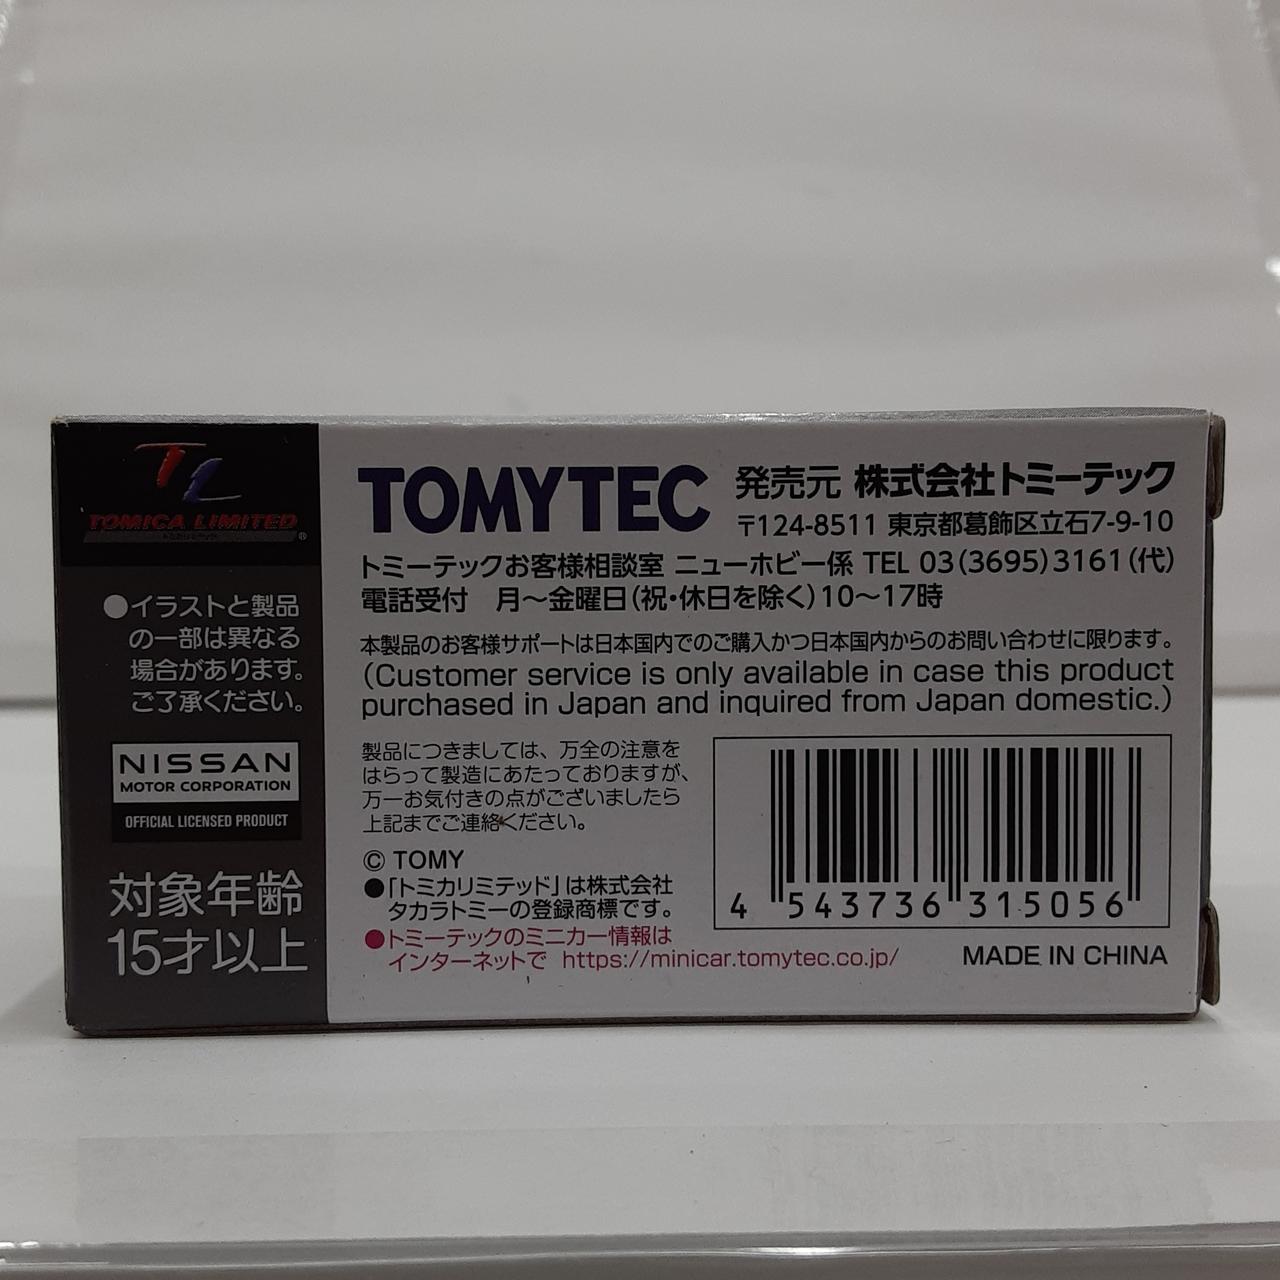 TL
TOMICA LIMITED
®
●イラストと製品
の一部は異なる
場合があります。
ご了承ください。
NISSAN
MOTOR CORPORATION
OFFICIAL LICENSED PRODUCT
対象年齢
15才以上
TOMYTEC
発売元 株式会社トミーテック
〒124-8511 東京都葛飾区立石7-9-10
トミーテックお客様相談室 ニューホビー係 TEL 03(3695)3161(代)
電話受付 月～金曜日(祝・休日を除く)10～17時
本製品のお客様サポートは日本国内でのご購入かつ日本国内からのお問い合わせに限ります。
(Customer service is only available in case this product
purchased in Japan and inquired from Japan domestic.)
製品につきましては、万全の注意を
はらって製造にあたっておりますが、
万一お気付きの点がございましたら
上記までご連絡ください。
© TOMY
●「トミカリミテッド」は株式会社
タカラトミーの登録商標です。
●トミーテックのミニカー情報は
インターネットで https://minicar.tomytec.co.jp/
4 543736 315056
MADE IN CHINA